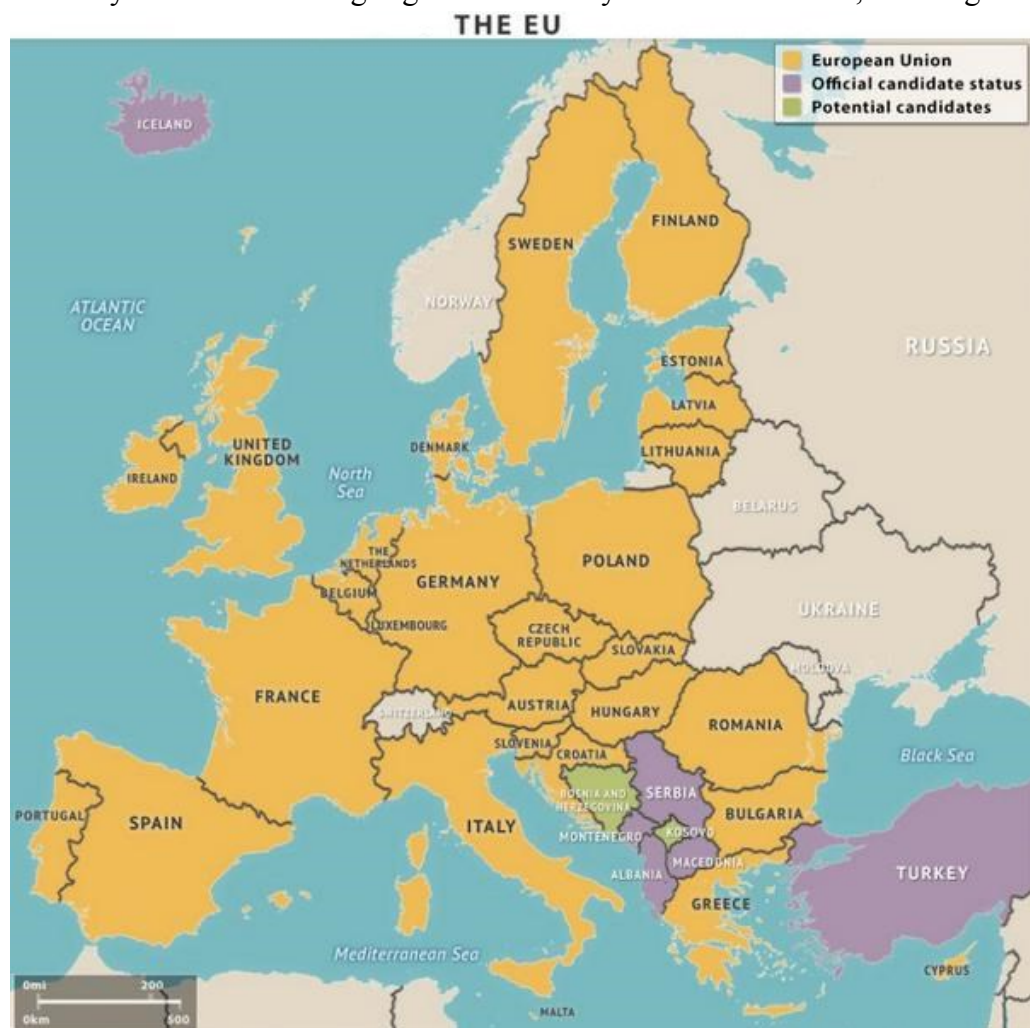 THE EU
European Union
Official candidate status
Potential candidates
ICELAND
FINLAND
SWEDEN
NORWAY
ATLANTIC
OCEAN
RUSSIA
ESTONIA
LATVIA
LITHUANIA
DENMARK
UNITED
KINGDOM
IRELAND
North
Sea
BELARUS
THE
NETHERLANDS
BELGIUM
LUXEMBOURG
GERMANY
POLAND
UKRAINE
CZECH
REPUBLIC
SLOVAKIA
MOLDOVA
FRANCE
SWITZERLAND
AUSTRIA
HUNGARY
ROMANIA
SLOVENIA
CROATIA
Black Sea
BOSNIA AND
HERZEGOVINA
SERBIA
PORTUGAL
SPAIN
ITALY
BULGARIA
MONTENEGRO
KOSOVO
MACEDONIA
ALBANIA
TURKEY
GREECE
Mediterranean Sea
CYPRUS
MALTA
0mi 200
0km 500